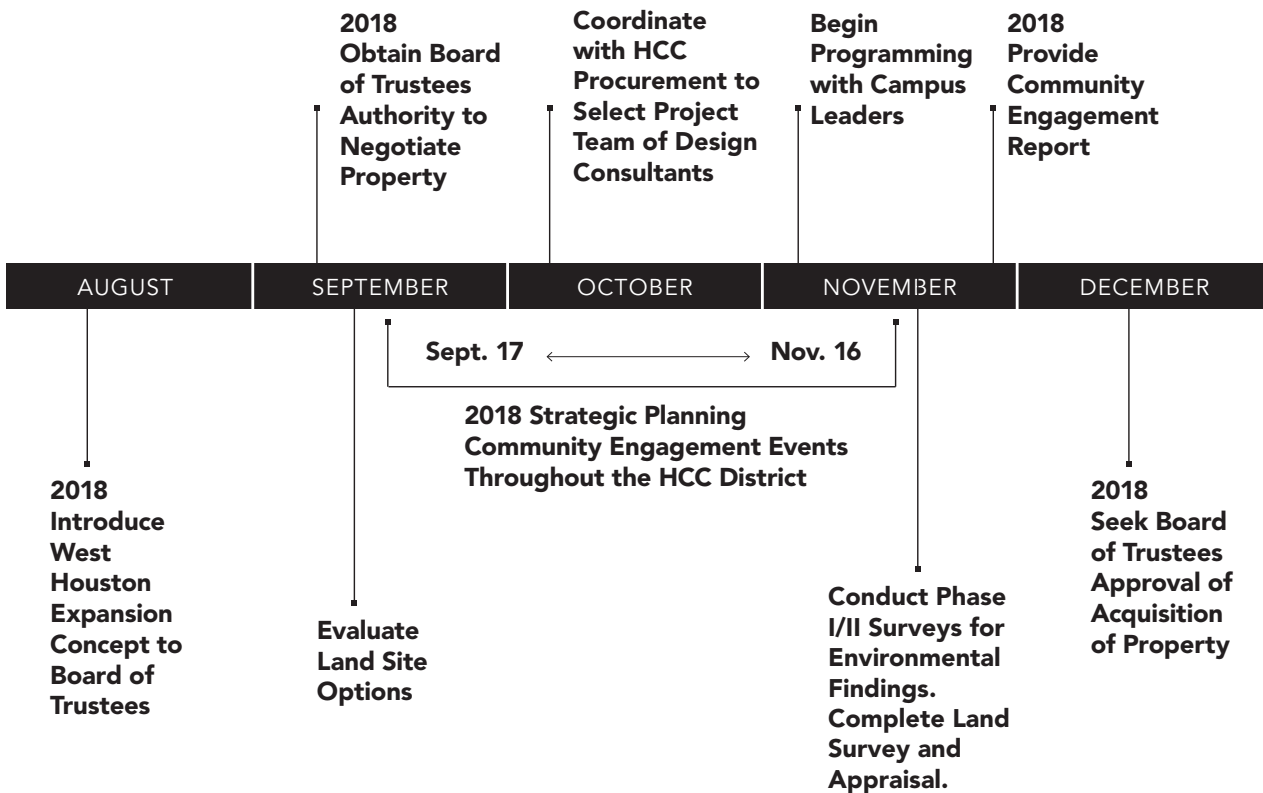 2018
Obtain Board
of Trustees
Authority to
Negotiate
Property
Coordinate
with HCC
Procurement to
Select Project
Team of Design
Consultants
Begin
Programming
with Campus
Leaders
2018
Provide
Community
Engagement
Report
AUGUST
SEPTEMBER
OCTOBER
NOVEMBER
DECEMBER
Sept. 17
Nov. 16
2018 Strategic Planning
Community Engagement Events
Throughout the HCC District
2018
Introduce
West
Houston
Expansion
Concept to
Board of
Trustees
Evaluate
Land Site
Options
Conduct Phase
I/II Surveys for
Environmental
Findings.
Complete Land
Survey and
Appraisal.
2018
Seek Board
of Trustees
Approval of
Acquisition
of Property